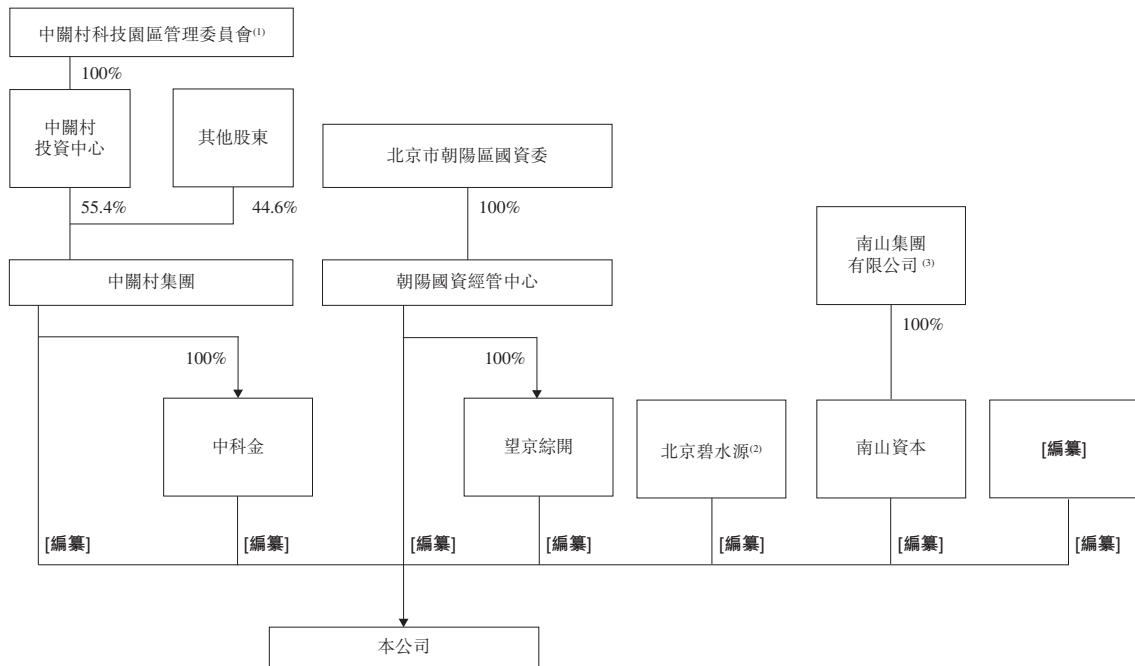 中關村科技園區管理委員會(1)
100%
中關村
投資中心
其他股東
北京市朝陽區國資委
55.4%
44.6%
100%
南山集團
有限公司(3)
中關村集團
朝陽國資經管中心
100%
100%
100%
中科金
望京綜開
北京碧水源(2)
南山資本
[編纂]
[編纂]
[編纂]
[編纂]
[編纂]
[編纂]
[編纂]
[編纂]
本公司